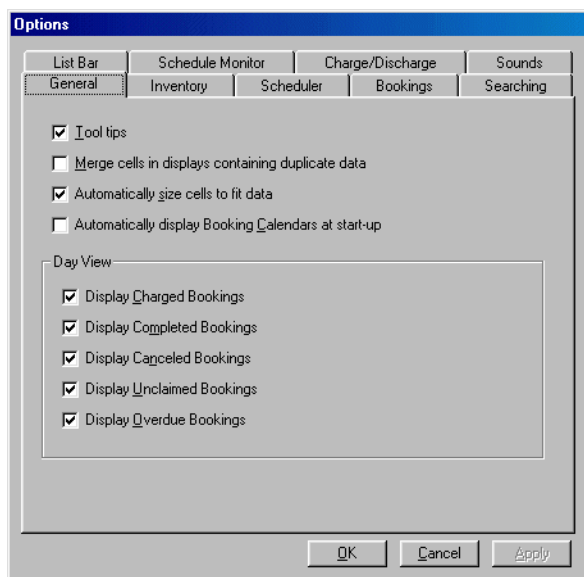 Options
List Bar Schedule Monitor Charge/Discharge Sounds
General Inventory Scheduler Bookings Searching
Tool tips
Merge cells in displays containing duplicate data
Automatically size cells to fit data
Automatically display Booking Calendars at start-up
Day View
Display Charged Bookings
Display Completed Bookings
Display Canceled Bookings
Display Unclaimed Bookings
Display Overdue Bookings
OK Cancel Apply